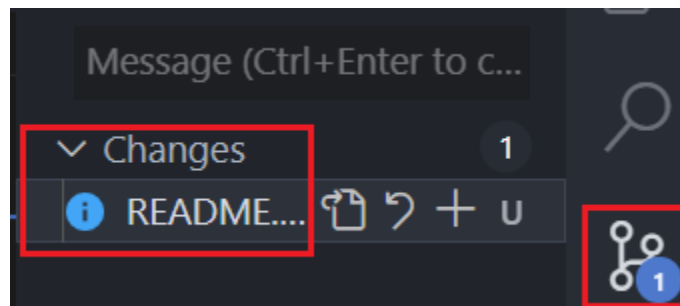 Message (Ctrl+Enter to c...
Changes 1
README.... U
1